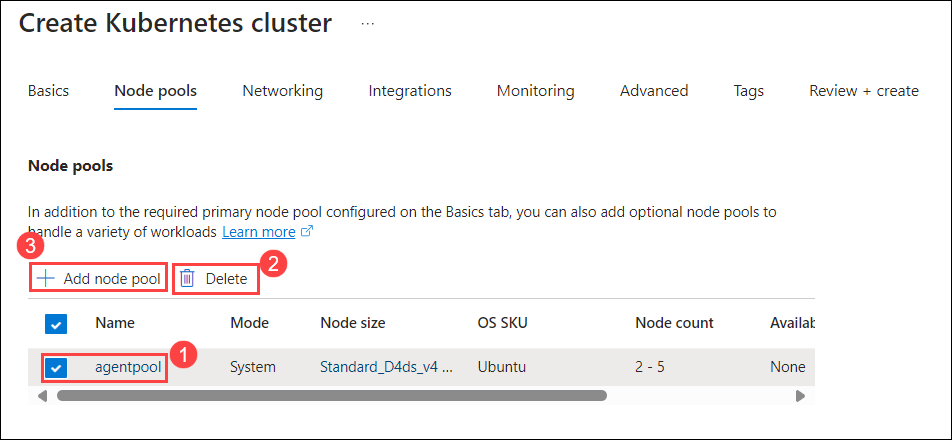 Create Kubernetes cluster ...
Basics Node pools Networking Integrations Monitoring Advanced Tags Review + create
Node pools
In addition to the required primary node pool configured on the Basics tab, you can also add optional node pools to
handle a variety of workloads Learn more
3 2
Add node pool Delete
Name Mode Node size OS SKU Node count Availab
1
agentpool System Standard_D4ds_v4 ... Ubuntu 2 - 5 None